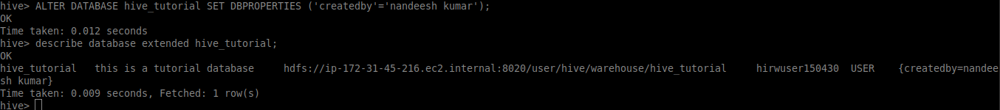 hive> ALTER DATABASE hive_tutorial SET DBPROPERTIES ('createdby'='nandeesh kumar');
OK
Time taken: 0.012 seconds
hive> describe database extended hive_tutorial;
OK
hive_tutorial	this is a tutorial database	hdfs://ip-172-31-45-216.ec2.internal:8020/user/hive/warehouse/hive_tutorial	hirwuser150430	USER	{createdby=nandee
sh kumar}
Time taken: 0.009 seconds, Fetched: 1 row(s)
hive>